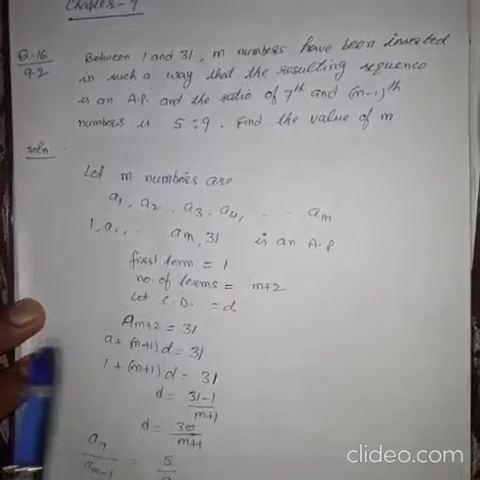 Chapter-9
Q-16
9.2
Between 1 and 31, m numbers have been inserted
in such a way that the resulting sequence
is an A.P. and the ratio of 7th and (m-1)th
numbers is 5:9. Find the value of m
soln
Let m numbers are
a1, a2, a3, a4, - - am
1, a1, . . am, 31 is an A.P
first term = 1
no. of terms = m+2
Let C.D. = d
Am+2 = 31
a + (m+1)d = 31
1 + (m+1)d = 31
d = 31-1/m+1
d = 30/m+1
a7/am-1 = 5/9
clideo.com